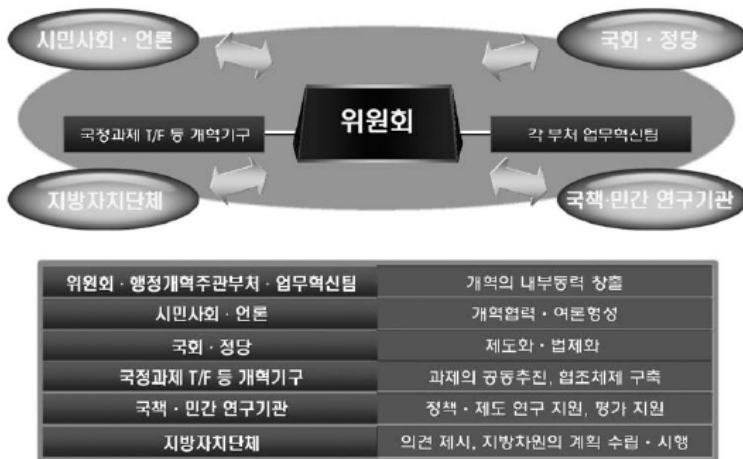 시민사회·언론
국회·정당
위원회
국정과제 T/F 등 개혁기구
각 부처 업무혁신팀
지방자치단체
국책·민간 연구기관
위원회·행정개혁주관부처·업무혁신팀 개혁의 내부동력 창출
시민사회·언론 개혁협력·여론형성
국회·정당 제도화·법제화
국정과제 T/F 등 개혁기구 과제의 공동추진, 협조체제 구축
국책·민간 연구기관 정책·제도 연구 지원, 평가 지원
지방자치단체 의견 제시, 지방차원의 계획 수립·시행